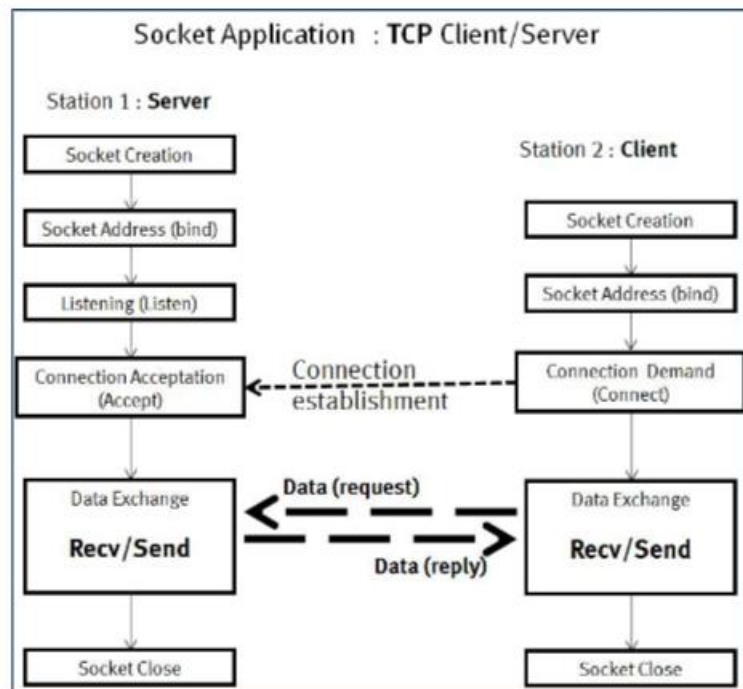 Socket Application : TCP Client/Server
Station 1 : Server
Socket Creation
Socket Address (bind)
Listening (Listen)
Connection Acceptation
(Accept)
Data Exchange
Recv/Send
Socket Close
Connection
establishment
Data (request)
Data (reply)
Station 2 : Client
Socket Creation
Socket Address (bind)
Connection Demand
(Connect)
Data Exchange
Recv/Send
Socket Close